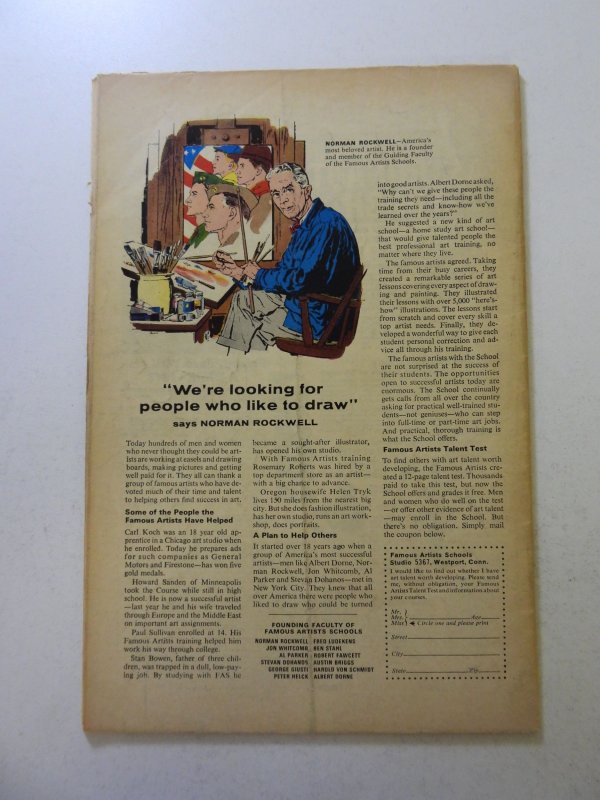 NORMAN ROCKWELL—America's
most beloved artist. He is a founder
and member of the Guiding Faculty
of the Famous Artists Schools.
"We're looking for
people who like to draw"
says NORMAN ROCKWELL
Today hundreds of men and women
who never thought they could be art-
ists are working at easels and drawing
boards, making pictures and getting
well paid for it. They all can thank a
group of famous artists who have de-
voted much of their time and talent
to helping others find success in art.
Some of the People the
Famous Artists Have Helped
Carl Koch was an 18 year old ap-
prentice in a Chicago art studio when
he enrolled. Today he prepares ads
for such companies as General
Motors and Firestone—has won five
gold medals.
Howard Sanden of Minneapolis
took the Course while still in high
school. He is now a successful artist
—last year he and his wife traveled
through Europe and the Middle East
on important art assignments.
Paul Sullivan enrolled at 14. His
Famous Artists training helped him
work his way through college.
Stan Bowen, father of three chil-
dren, was trapped in a dull, low-pay-
ing job. By studying with FAS he
became a sought-after illustrator,
has opened his own studio.
With Famous Artists training
Rosemary Roberts was hired by a
top department store as an artist—
with a big chance to advance.
Oregon housewife Helen Tryk
lives 150 miles from the nearest big
city. But she does fashion illustration,
has her own studio, runs an art work-
shop, does portraits.
A Plan to Help Others
It started over 18 years ago when a
group of America's most successful
artists—men like Albert Dorne, Nor-
man Rockwell, Jon Whitcomb, Al
Parker and Stevan Dohanos—met in
New York City. They knew that all
over America there were people who
liked to draw who could be turned
FOUNDING FACULTY OF
FAMOUS ARTISTS SCHOOLS
NORMAN ROCKWELL FRED LUDEKENS
JON WHITCOMB BEN STAHL
AL PARKER ROBERT FAWCETT
STEVAN DOHANOS AUSTIN BRIGGS
GEORGE GIUSTI HAROLD VON SCHMIDT
PETER HELCK ALBERT DORNE
into good artists. Albert Dorne asked,
"Why can't we give these people the
training they need—including all the
trade secrets and know-how we've
learned over the years?"
He suggested a new kind of art
school—a home study art school—
that would give talented people the
best professional art training, no
matter where they live.
The famous artists agreed. Taking
time from their busy careers, they
created a remarkable series of art
lessons covering every aspect of draw-
ing and painting. They illustrated
their lessons with over 5,000 "here's-
how" illustrations. The lessons start
from scratch and cover every skill a
top artist needs. Finally, they de-
veloped a wonderful way to give each
student personal correction and ad-
vice all through his training.
The famous artists with the School
are not surprised at the success of
their students. The opportunities
open to successful artists today are
enormous. The School continually
gets calls from all over the country
asking for practical well-trained stu-
dents—not geniuses—who can step
into full-time or part-time art jobs.
And practical, thorough training is
what the School offers.
Famous Artists Talent Test
To find others with art talent worth
developing, the Famous Artists cre-
ated a 12-page talent Test. Thousands
paid to take this test, but now the
School offers and grades it free. Men
and women who do well on the test
—or offer other evidence of art talent
—may enroll in the School. But
there's no obligation. Simply mail
the coupon below.
Famous Artists Schools
Studio 5367, Westport, Conn.
I would like to find out whether I have
art talent worth developing. Please send
me, without obligation, your Famous
Artists Talent Test and information about
your courses.
Mr.
Mrs. Age
Miss Circle one and please print
Street
City
State Zip